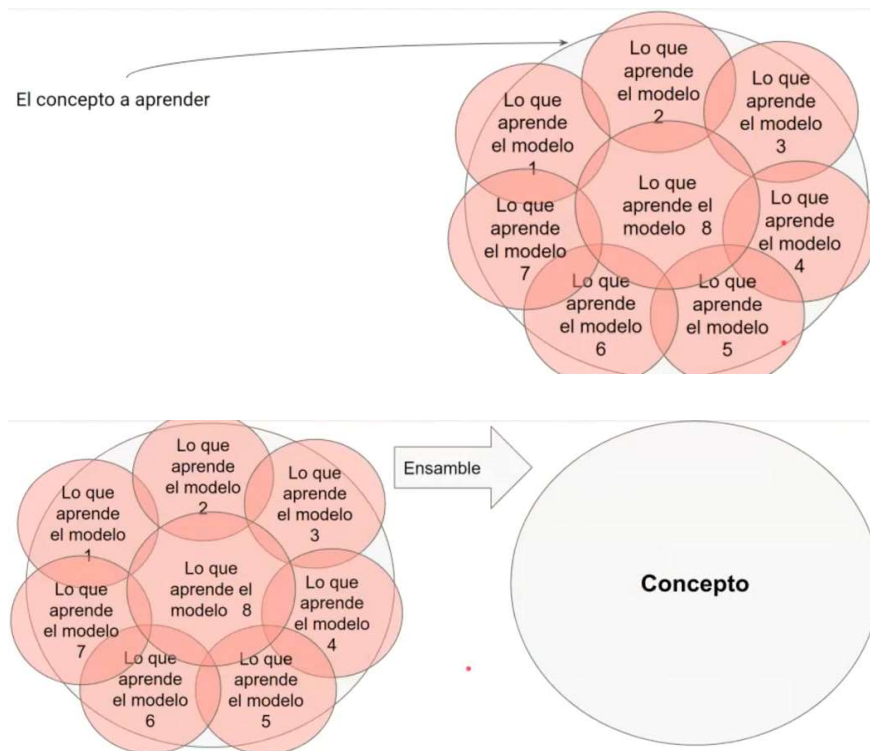 El concepto a aprender
Lo que
aprende
el modelo
1
Lo que
aprende
el modelo
2
Lo que
aprende
el modelo
3
Lo que
aprende
el modelo
4
Lo que
aprende
el modelo
5
Lo que
aprende
el modelo
6
Lo que
aprende
el modelo
7
Lo que
aprende el
modelo 8
Lo que
aprende
el modelo
1
Lo que
aprende
el modelo
2
Lo que
aprende
el modelo
3
Lo que
aprende
el modelo
4
Lo que
aprende
el modelo
5
Lo que
aprende
el modelo
6
Lo que
aprende
el modelo
7
Lo que
aprende el
modelo 8
Ensamble
Concepto